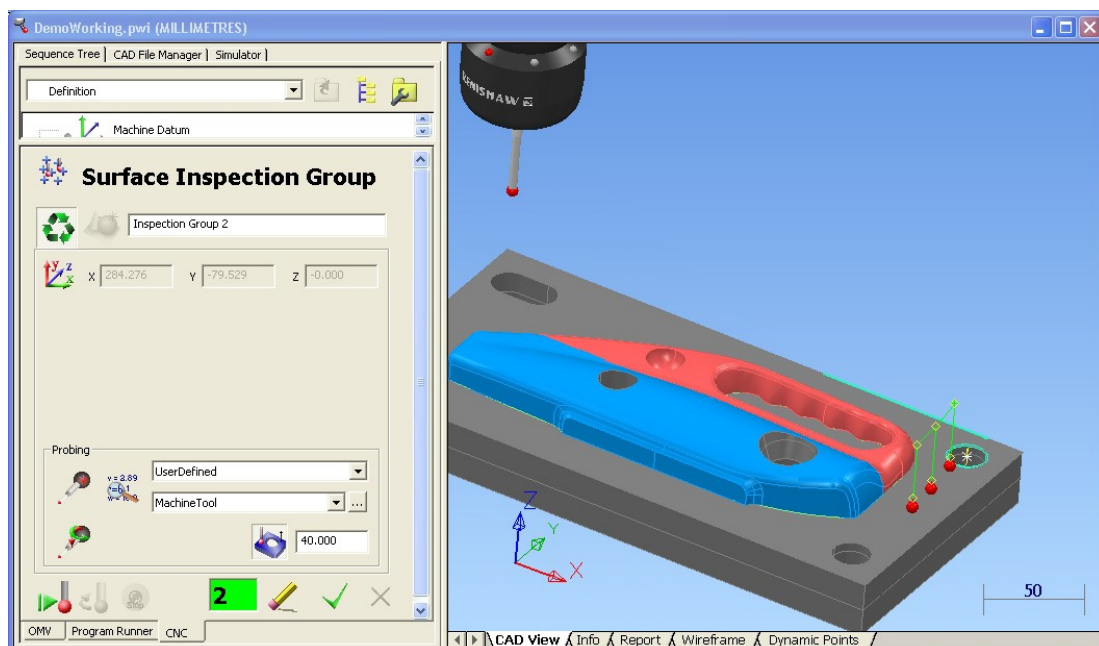 DemoWorking.pwi (MILLIMETRES)
Sequence Tree CAD File Manager Simulator
Definition
Machine Datum
Surface Inspection Group
Inspection Group 2
X 284.276 Y -79.529 Z -0.000
Probing
UserDefined
MachineTool ...
40.000
2
OMV Program Runner CNC
RENISHAW
Z
Y
X
50
CAD View Info Report Wireframe Dynamic Points